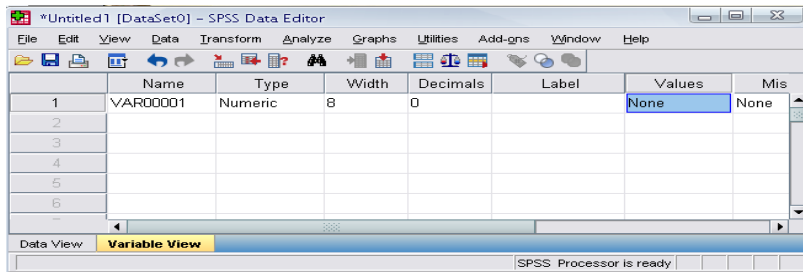 *Untitled1 [DataSet0] - SPSS Data Editor
File Edit View Data Transform Analyze Graphs Utilities Add-ons Window Help
Name Type Width Decimals Label Values Mis
1 VAR00001 Numeric 8 0 None None
2
3
4
5
6
Data View Variable View
SPSS Processor is ready